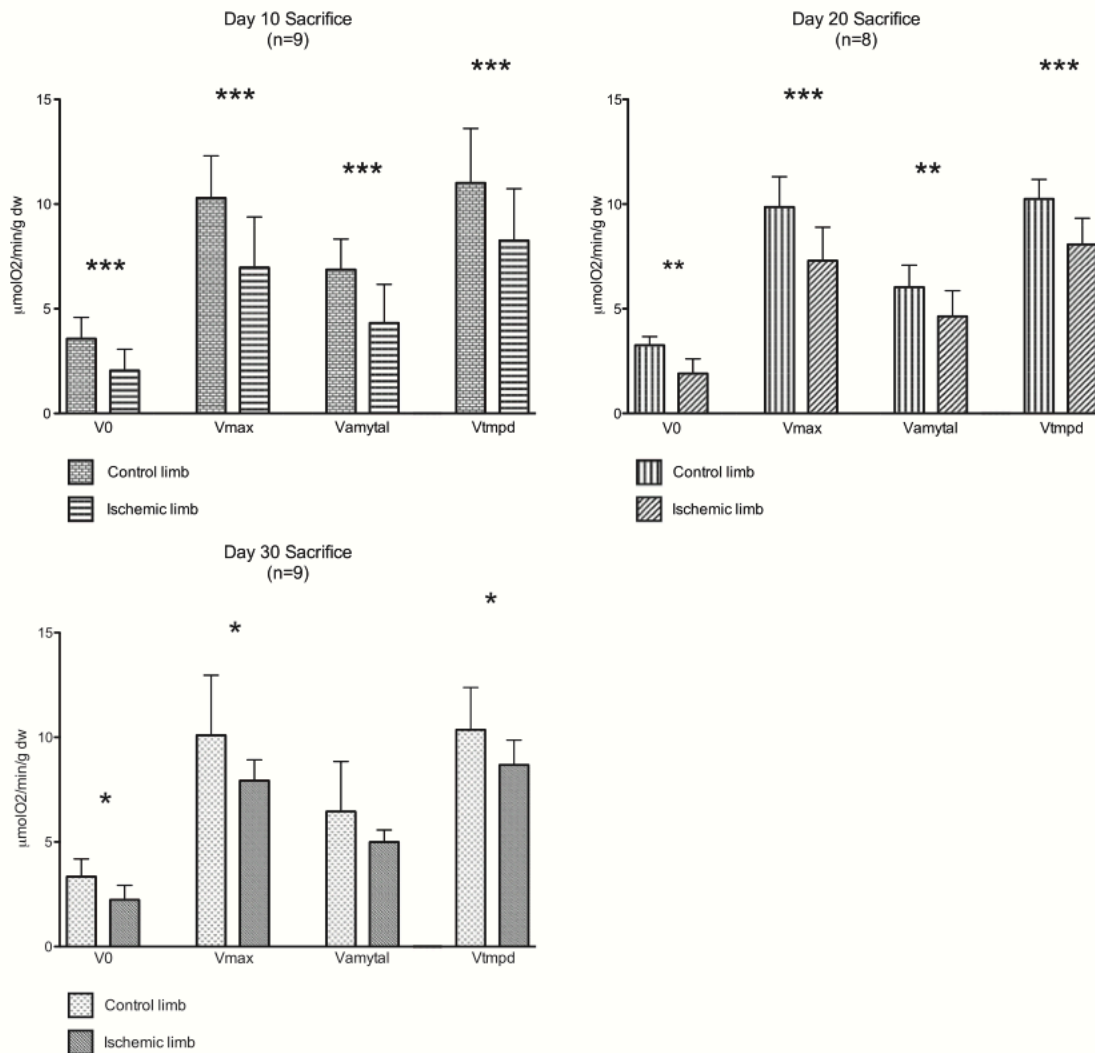 Day 10 Sacrifice
(n=9)
***
***
***
***
15
10
5
0
μmolO2/min/g dw
V0
Vmax
Vamytal
Vtmpd
Control limb
Ischemic limb
Day 20 Sacrifice
(n=8)
***
***
**
**
15
10
5
0
μmolO2/min/g dw
V0
Vmax
Vamytal
Vtmpd
Control limb
Ischemic limb
Day 30 Sacrifice
(n=9)
*
*
*
15
10
5
0
μmolO2/min/g dw
V0
Vmax
Vamytal
Vtmpd
Control limb
Ischemic limb